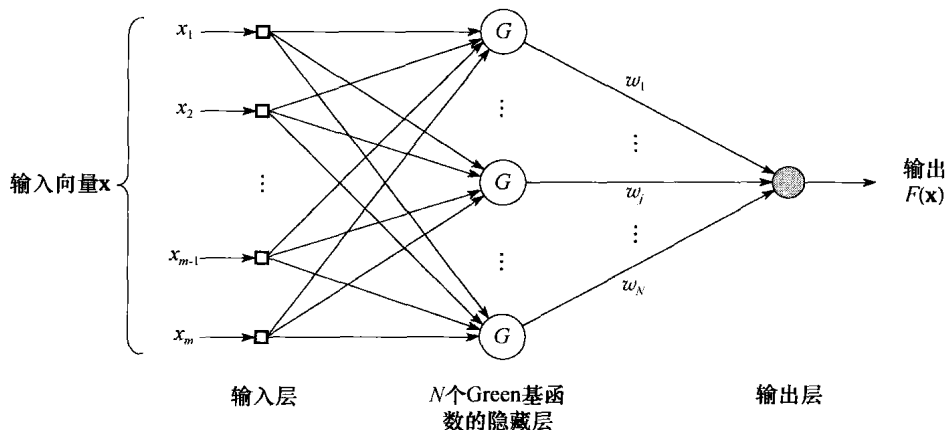 x₁
x₂
⋮
输入向量x
x_{m-1}
x_m
G
⋮
G
⋮
G
w₁
⋮
w_j
⋮
w_N
输出
F(x)
输入层
N个Green基函
数的隐藏层
输出层